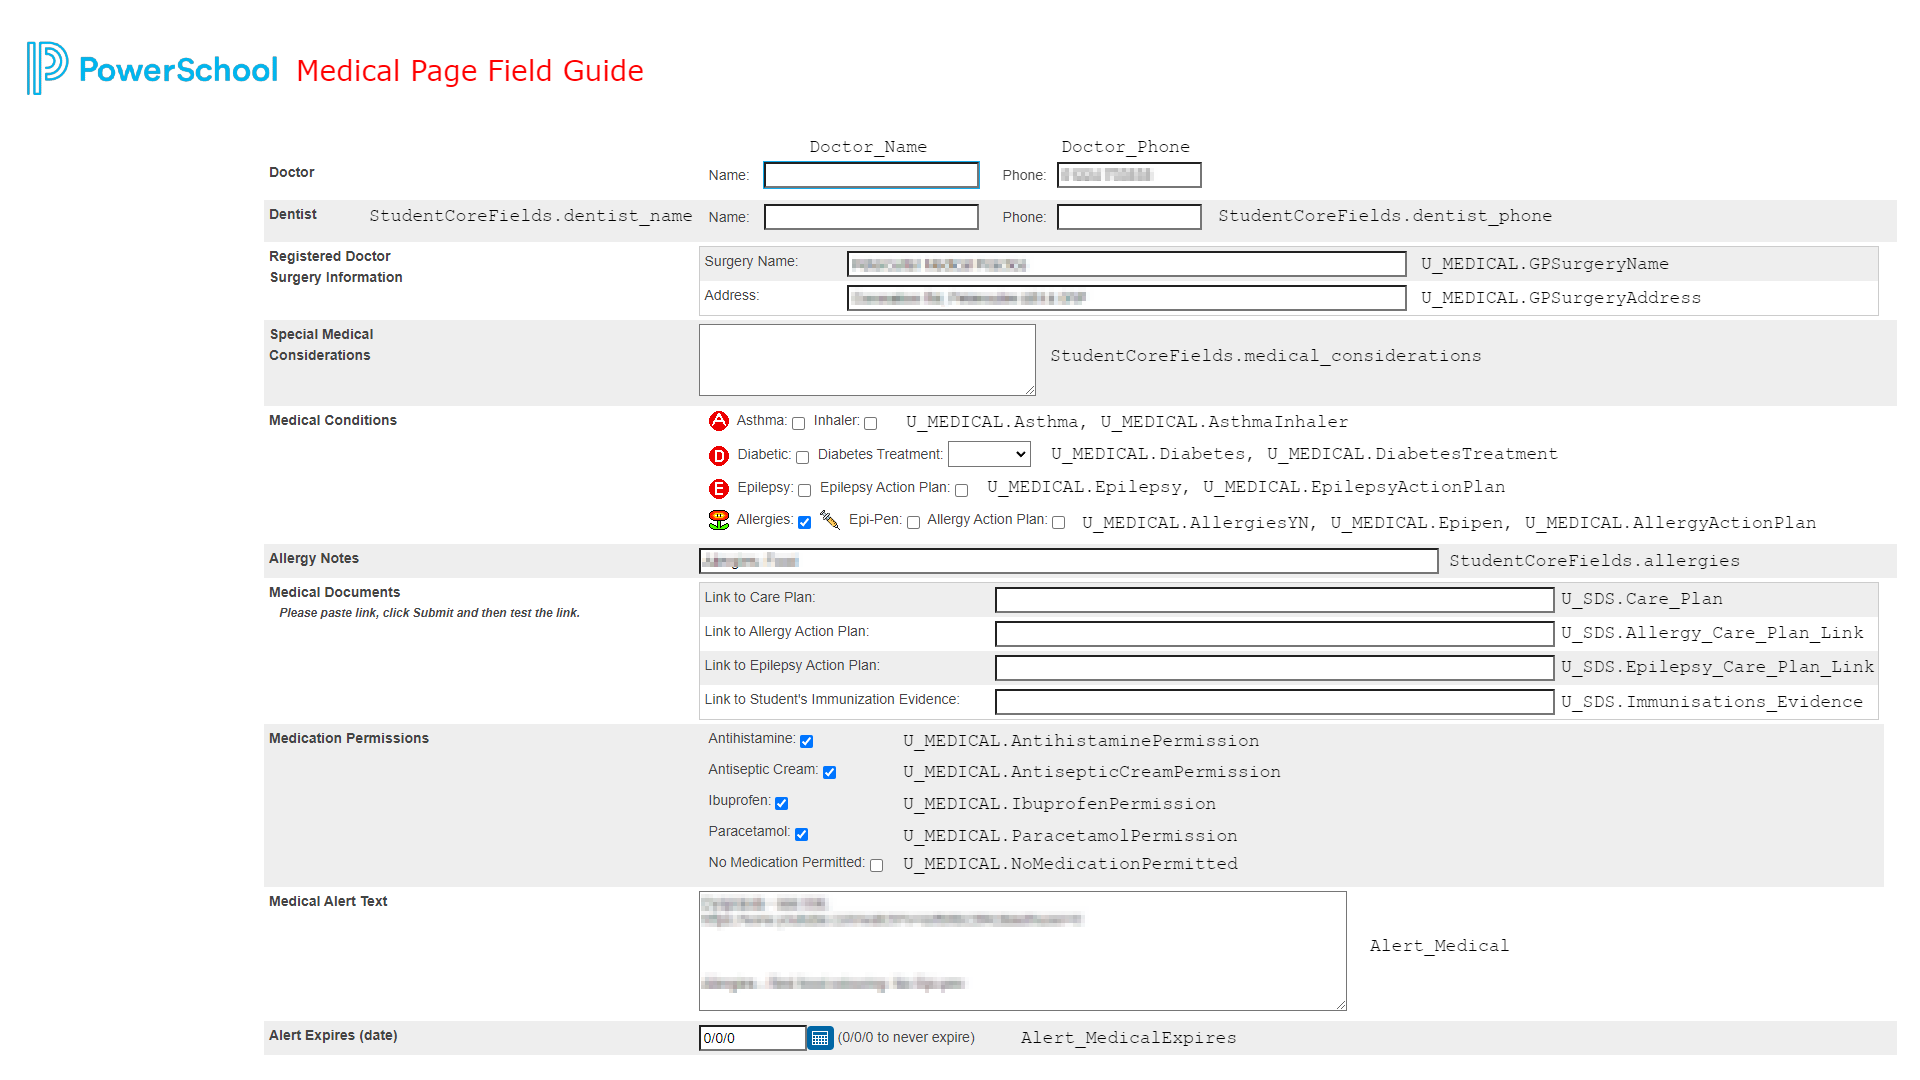 PowerSchool Medical Page Field Guide
Doctor_Name Doctor_Phone
Doctor Name: Phone:
Dentist StudentCoreFields.dentist_name Name: Phone: StudentCoreFields.dentist_phone
Registered Doctor
Surgery Information
Surgery Name: U_MEDICAL.GPSurgeryName
Address: U_MEDICAL.GPSurgeryAddress
Special Medical
Considerations
StudentCoreFields.medical_considerations
Medical Conditions
A Asthma: Inhaler: U_MEDICAL.Asthma, U_MEDICAL.AsthmaInhaler
D Diabetic: Diabetes Treatment: U_MEDICAL.Diabetes, U_MEDICAL.DiabetesTreatment
E Epilepsy: Epilepsy Action Plan: U_MEDICAL.Epilepsy, U_MEDICAL.EpilepsyActionPlan
Allergies: Epi-Pen: Allergy Action Plan: U_MEDICAL.AllergiesYN, U_MEDICAL.Epipen, U_MEDICAL.AllergyActionPlan
Allergy Notes StudentCoreFields.allergies
Medical Documents
Please paste link, click Submit and then test the link.
Link to Care Plan: U_SDS.Care_Plan
Link to Allergy Action Plan: U_SDS.Allergy_Care_Plan_Link
Link to Epilepsy Action Plan: U_SDS.Epilepsy_Care_Plan_Link
Link to Student's Immunization Evidence: U_SDS.Immunisations_Evidence
Medication Permissions
Antihistamine: U_MEDICAL.AntihistaminePermission
Antiseptic Cream: U_MEDICAL.AntisepticCreamPermission
Ibuprofen: U_MEDICAL.IbuprofenPermission
Paracetamol: U_MEDICAL.ParacetamolPermission
No Medication Permitted: U_MEDICAL.NoMedicationPermitted
Medical Alert Text
Alert_Medical
Alert Expires (date) 0/0/0 (0/0/0 to never expire) Alert_MedicalExpires